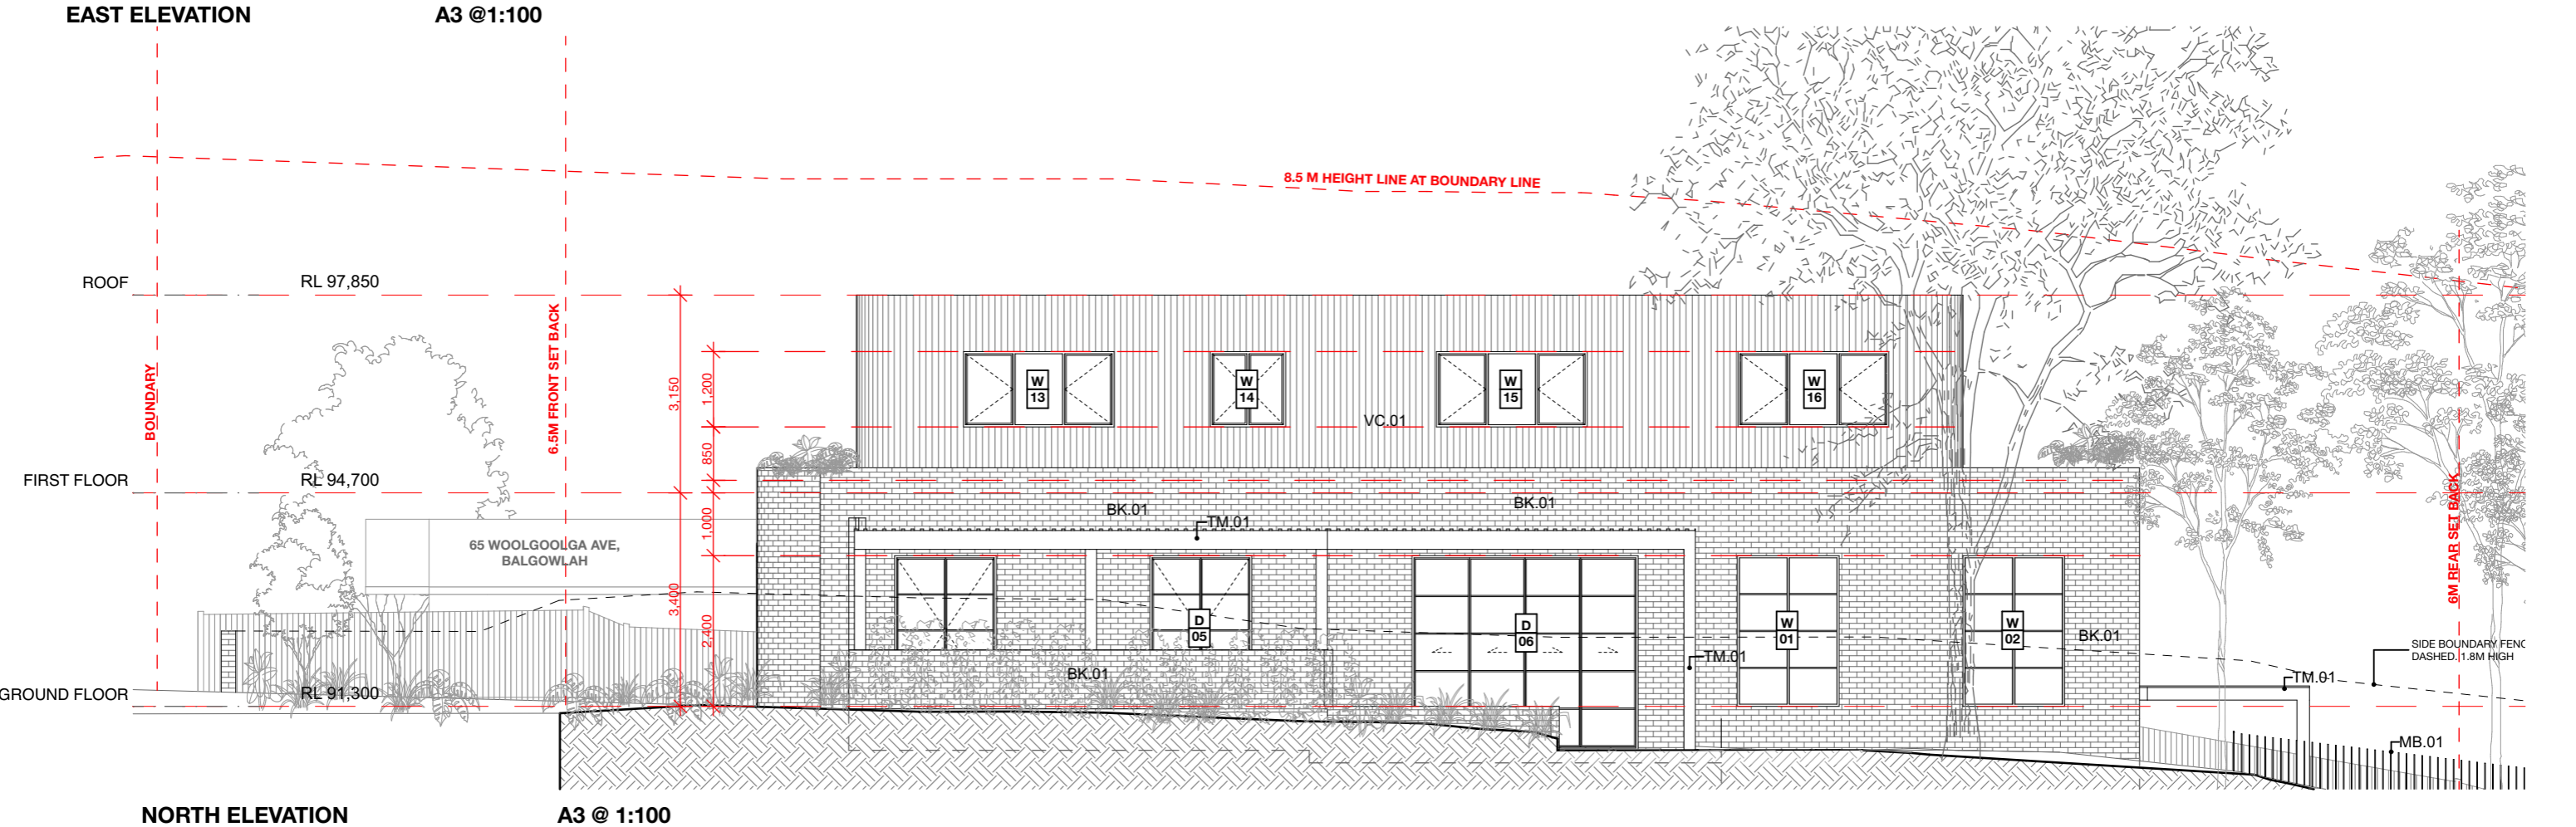 EAST ELEVATION A3 @1:100
8.5 M HEIGHT LINE AT BOUNDARY LINE
ROOF RL 97,850
BOUNDARY
6.5M FRONT SET BACK
3,150
1,200
W 13
W 14
W 15
W 16
VC.01
850
FIRST FLOOR RL 94,700
BK.01
BK.01
1,000
TM.01
65 WOOLGOOLGA AVE,
BALGOWLAH
3,400
2,400
D 05
D 06
W 01
W 02
BK.01
6M REAR SET BACK
SIDE BOUNDARY FENC
DASHED. 1.8M HIGH
TM.01
BK.01
TM.01
GROUND FLOOR RL 91,300
MB.01
NORTH ELEVATION A3 @ 1:100